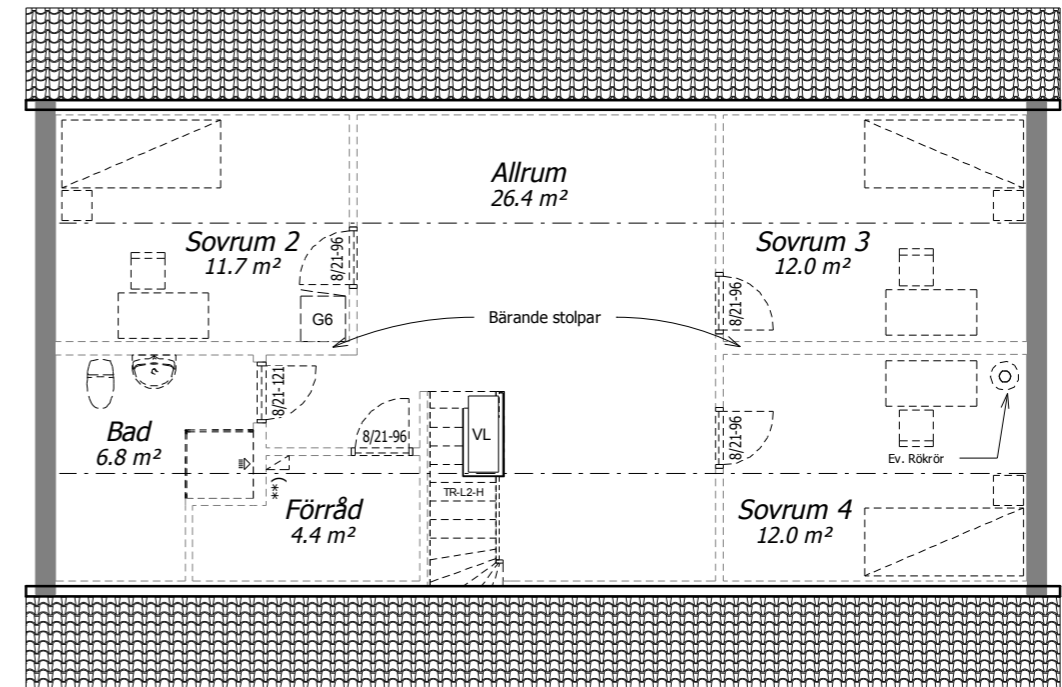 Allrum
26.4 m²
Sovrum 2
11.7 m²
8/21-96
Sovrum 3
12.0 m²
8/21-96
G6
Bärande stolpar
8/21-121
Bad
6.8 m²
8/21-96
VL
8/21-96
Ev. Rökrör
**)
TR-L2-H
Förråd
4.4 m²
Sovrum 4
12.0 m²